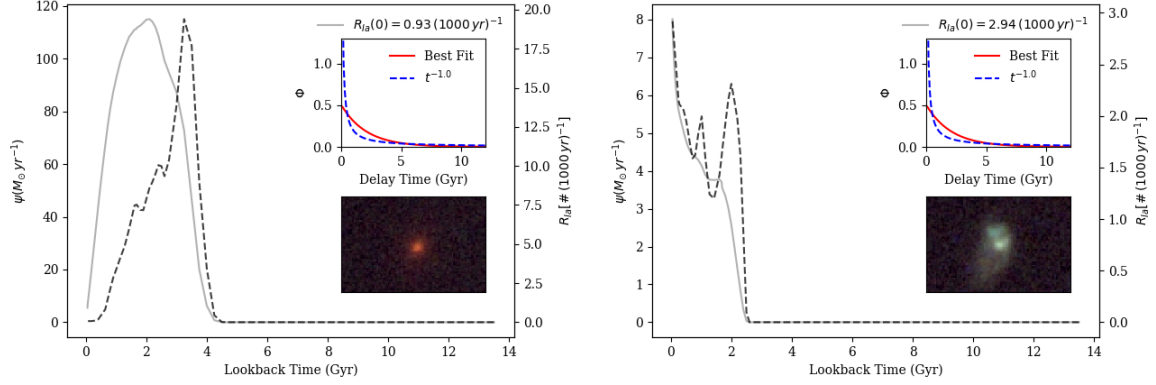 R_{Ia}(0) = 0.93 (1000 yr)^{-1}
120
100
80
60
40
20
0
ψ(M_⊙ yr^{-1})
20.0
17.5
15.0
12.5
10.0
7.5
5.0
2.5
0.0
R_{Ia}[# (1000 yr)^{-1}]
1.0
0.5
0.0
Φ
Best Fit
t^{-1.0}
0 5 10
Delay Time (Gyr)
0 2 4 6 8 10 12 14
Lookback Time (Gyr)
R_{Ia}(0) = 2.94 (1000 yr)^{-1}
8
7
6
5
4
3
2
1
0
ψ(M_⊙ yr^{-1})
3.0
2.5
2.0
1.5
1.0
0.5
0.0
R_{Ia}[# (1000 yr)^{-1}]
1.0
0.5
0.0
Φ
Best Fit
t^{-1.0}
0 5 10
Delay Time (Gyr)
0 2 4 6 8 10 12 14
Lookback Time (Gyr)